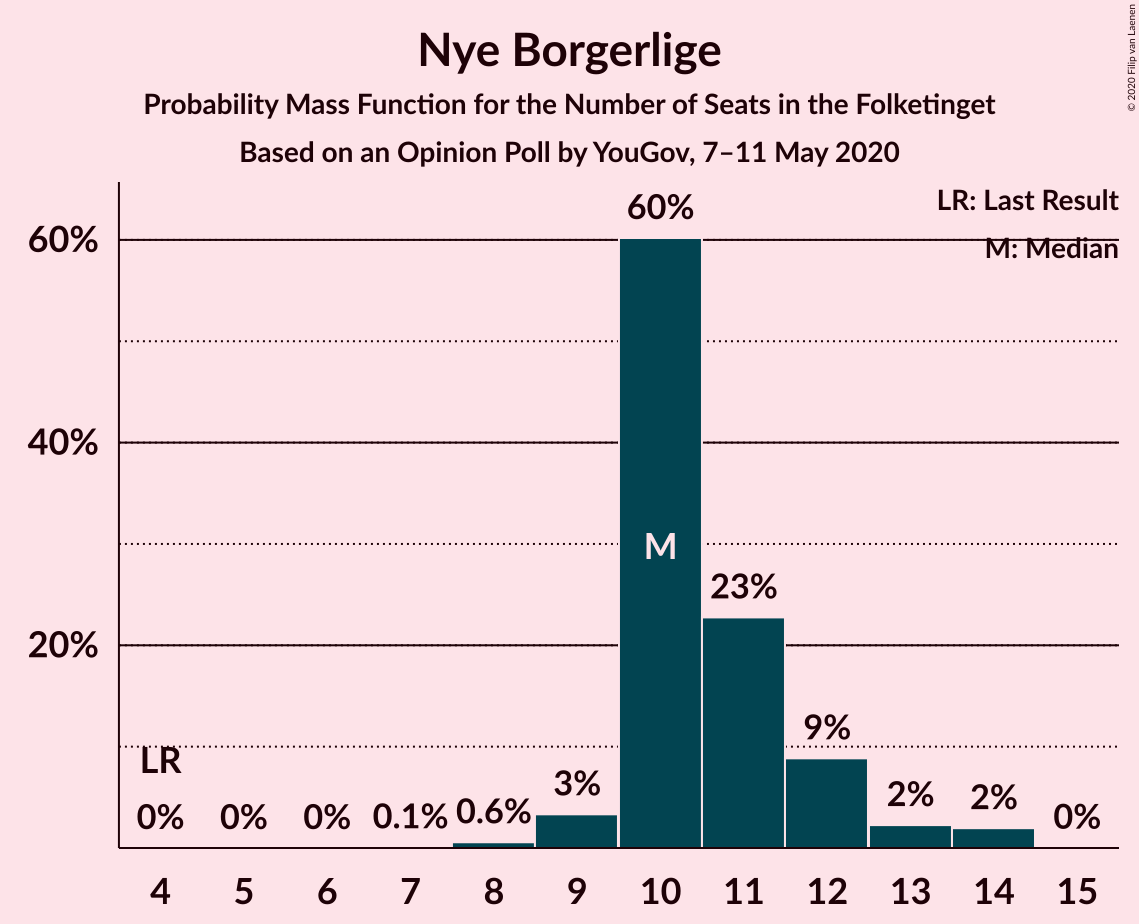 Nye Borgerlige
Probability Mass Function for the Number of Seats in the Folketinget
Based on an Opinion Poll by YouGov, 7–11 May 2020
© 2020 Filip van Laenen
LR: Last Result
M: Median
60%
40%
20%
LR
0%
0%
0%
0.1%
0.6%
3%
60%
M
23%
9%
2%
2%
0%
4 5 6 7 8 9 10 11 12 13 14 15